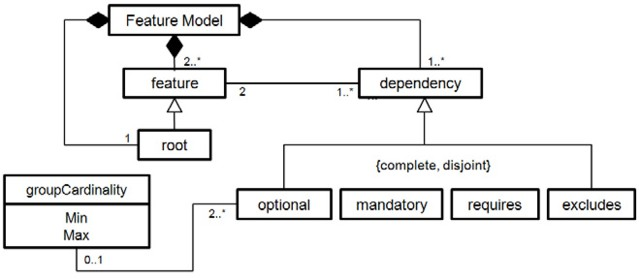 Feature Model
2..*
1..*
feature
2
1..*
dependency
1
root
{complete, disjoint}
groupCardinality
Min
Max
0..1
2..*
optional
mandatory
requires
excludes